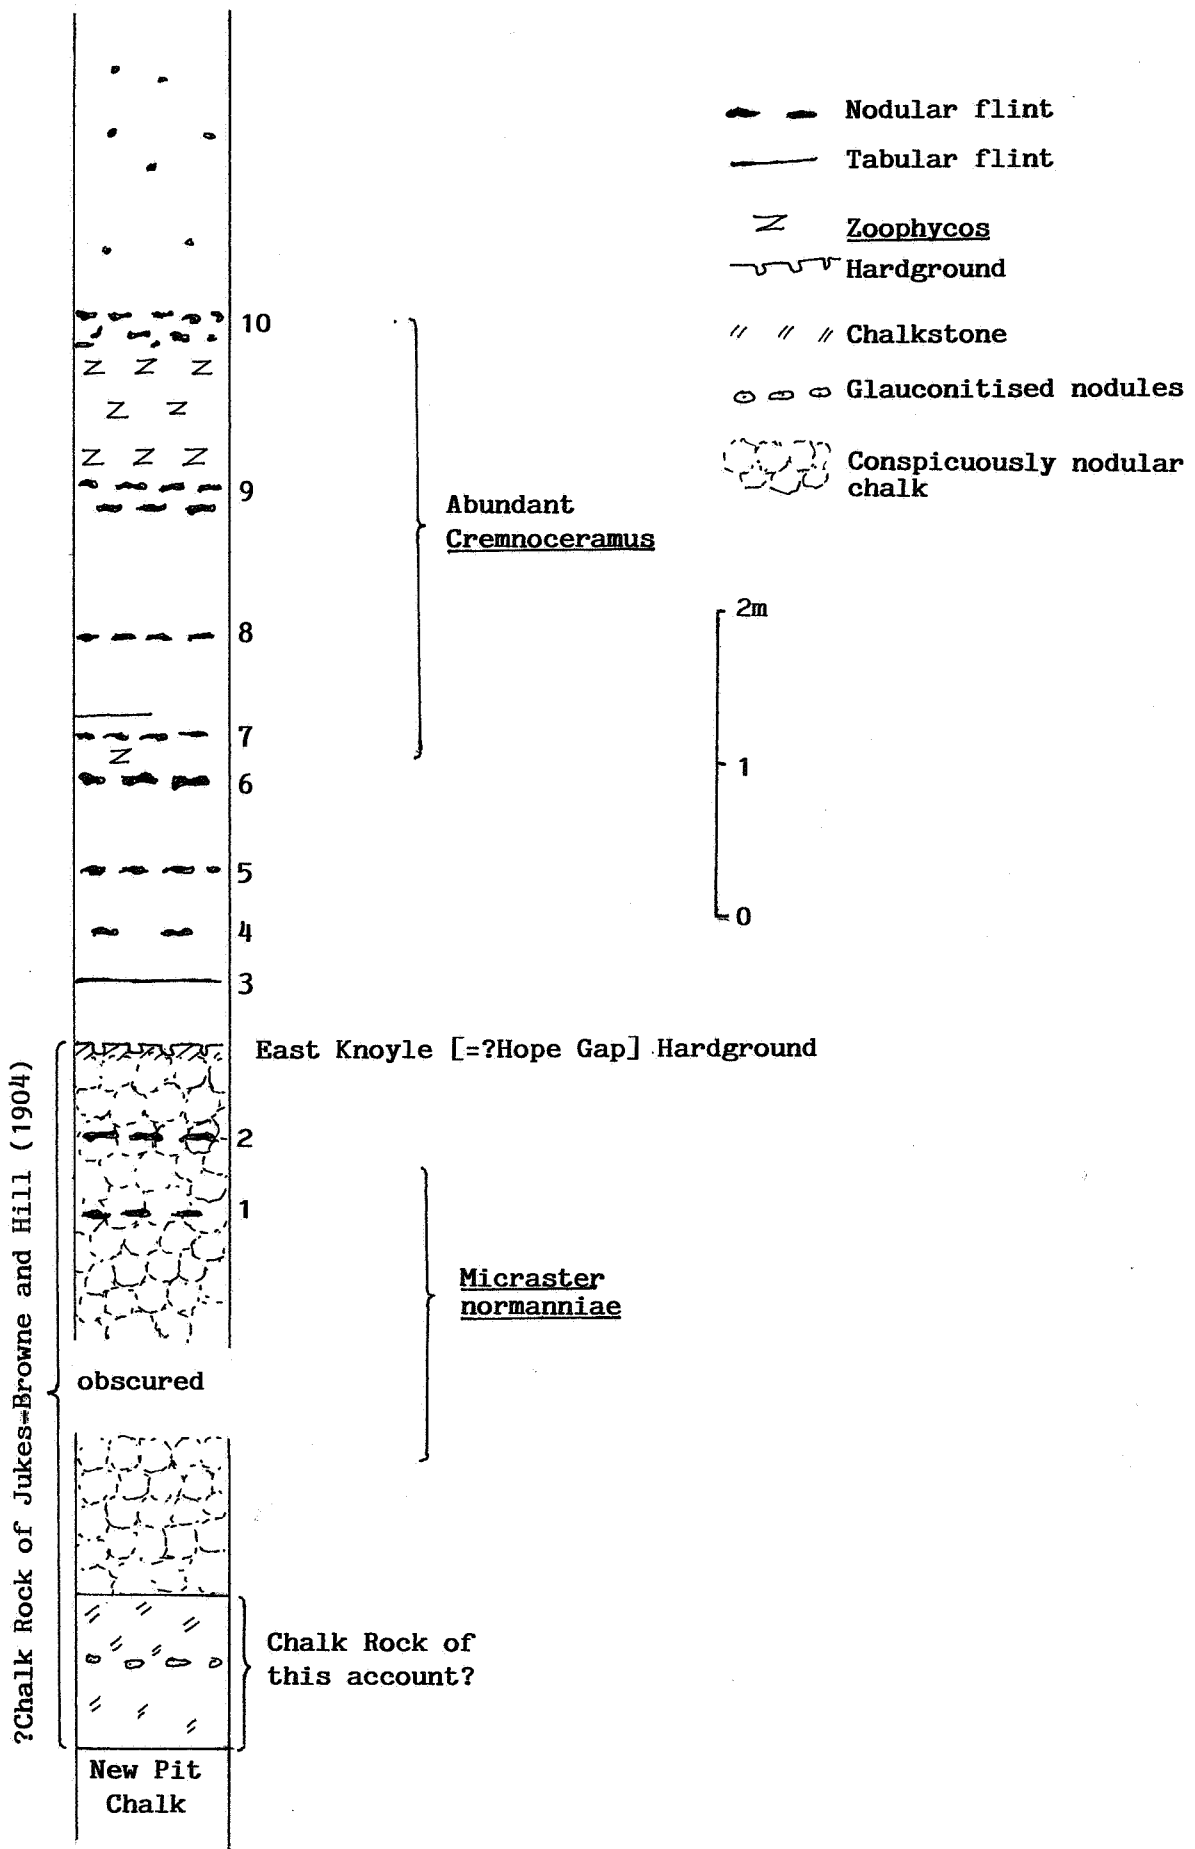 Nodular flint
Tabular flint
Zoophycos
Hardground
Chalkstone
Glauconitised nodules
Conspicuously nodular
chalk
10
9
8
7
6
5
4
3
Abundant
Cremnoceramus
2m
1
0
East Knoyle [=?Hope Gap] Hardground
2
1
Micraster
normanniae
obscured
?Chalk Rock of Jukes-Browne and Hill (1904)
Chalk Rock of
this account?
New Pit
Chalk